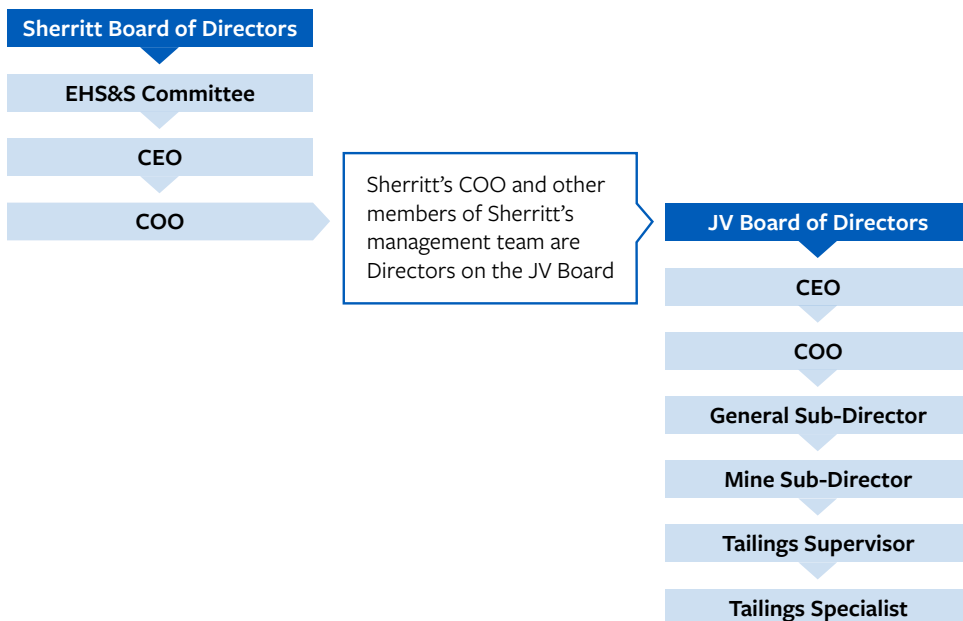 Sherritt Board of Directors
EHS&S Committee
CEO
COO
Sherritt’s COO and other
members of Sherritt’s
management team are
Directors on the JV Board
JV Board of Directors
CEO
COO
General Sub-Director
Mine Sub-Director
Tailings Supervisor
Tailings Specialist